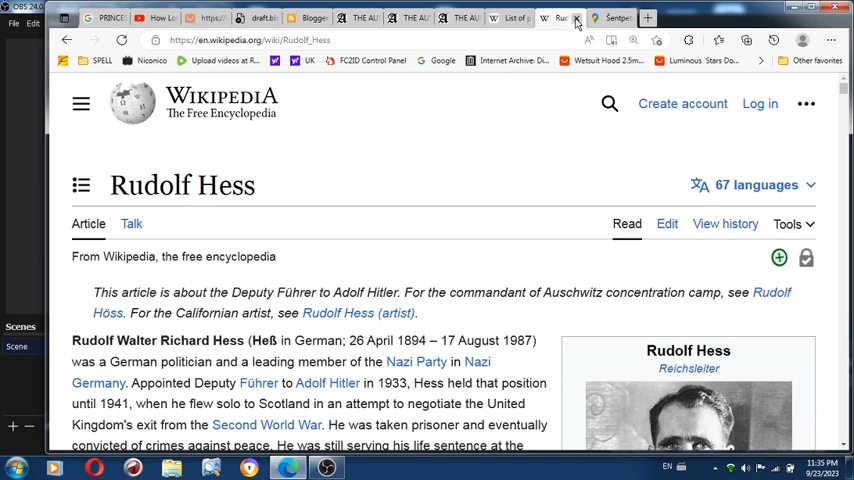 OBS 24.0
PRINCES
How Lo
https://
draft.blo
Blogger
THE AU
THE AU
THE AU
List of p
Rud
Šentpet
File Edit
https://en.wikipedia.org/wiki/Rudolf_Hess
SPELL
Niconico
Upload videos at R...
UK
FC2ID Control Panel
Google
Internet Archive: Di...
Wetsuit Hood 2.5m...
Luminous Stars Do...
Other favorites
WIKIPEDIA
The Free Encyclopedia
Create account
Log in
Rudolf Hess
67 languages
Article
Talk
Read
Edit
View history
Tools
From Wikipedia, the free encyclopedia
This article is about the Deputy Führer to Adolf Hitler. For the commandant of Auschwitz concentration camp, see Rudolf
Höss. For the Californian artist, see Rudolf Hess (artist).
Rudolf Walter Richard Hess (Heß in German; 26 April 1894 – 17 August 1987)
was a German politician and a leading member of the Nazi Party in Nazi
Germany. Appointed Deputy Führer to Adolf Hitler in 1933, Hess held that position
until 1941, when he flew solo to Scotland in an attempt to negotiate the United
Kingdom's exit from the Second World War. He was taken prisoner and eventually
convicted of crimes against peace. He was still serving his life sentence at the
Rudolf Hess
Reichsleiter
Scenes
Scene
EN
11:35 PM
9/23/2023